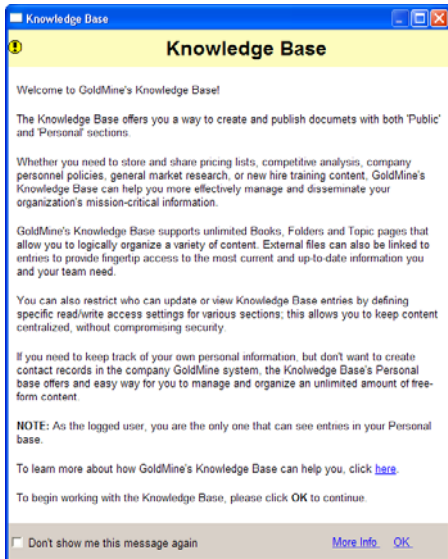 Knowledge Base
Knowledge Base
Welcome to GoldMine's Knowledge Base!
The Knowledge Base offers you a way to create and publish documets with both 'Public'
and 'Personal' sections.
Whether you need to store and share pricing lists, competitive analysis, company
personnel policies, general market research, or new hire training content, GoldMine's
Knowledge Base can help you more effectively manage and disseminate your
organization's mission-critical information.
GoldMine's Knowledge Base supports unlimited Books, Folders and Topic pages that
allow you to logically organize a variety of content. External files can also be linked to
entries to provide fingertip access to the most current and up-to-date information you
and your team need.
You can also restrict who can update or view Knowledge Base entries by defining
specific read/write access settings for various sections; this allows you to keep content
centralized, without compromising security.
If you need to keep track of your own personal information, but don't want to create
contact records in the company GoldMine system, the Knolwedge Base's Personal
base offers and easy way for you to manage and organize an unlimited amount of free-
form content.
NOTE: As the logged user, you are the only one that can see entries in your Personal
base.
To learn more about how GoldMine's Knowledge Base can help you, click here.
To begin working with the Knowledge Base, please click OK to continue.
Don't show me this message again
More Info
OK